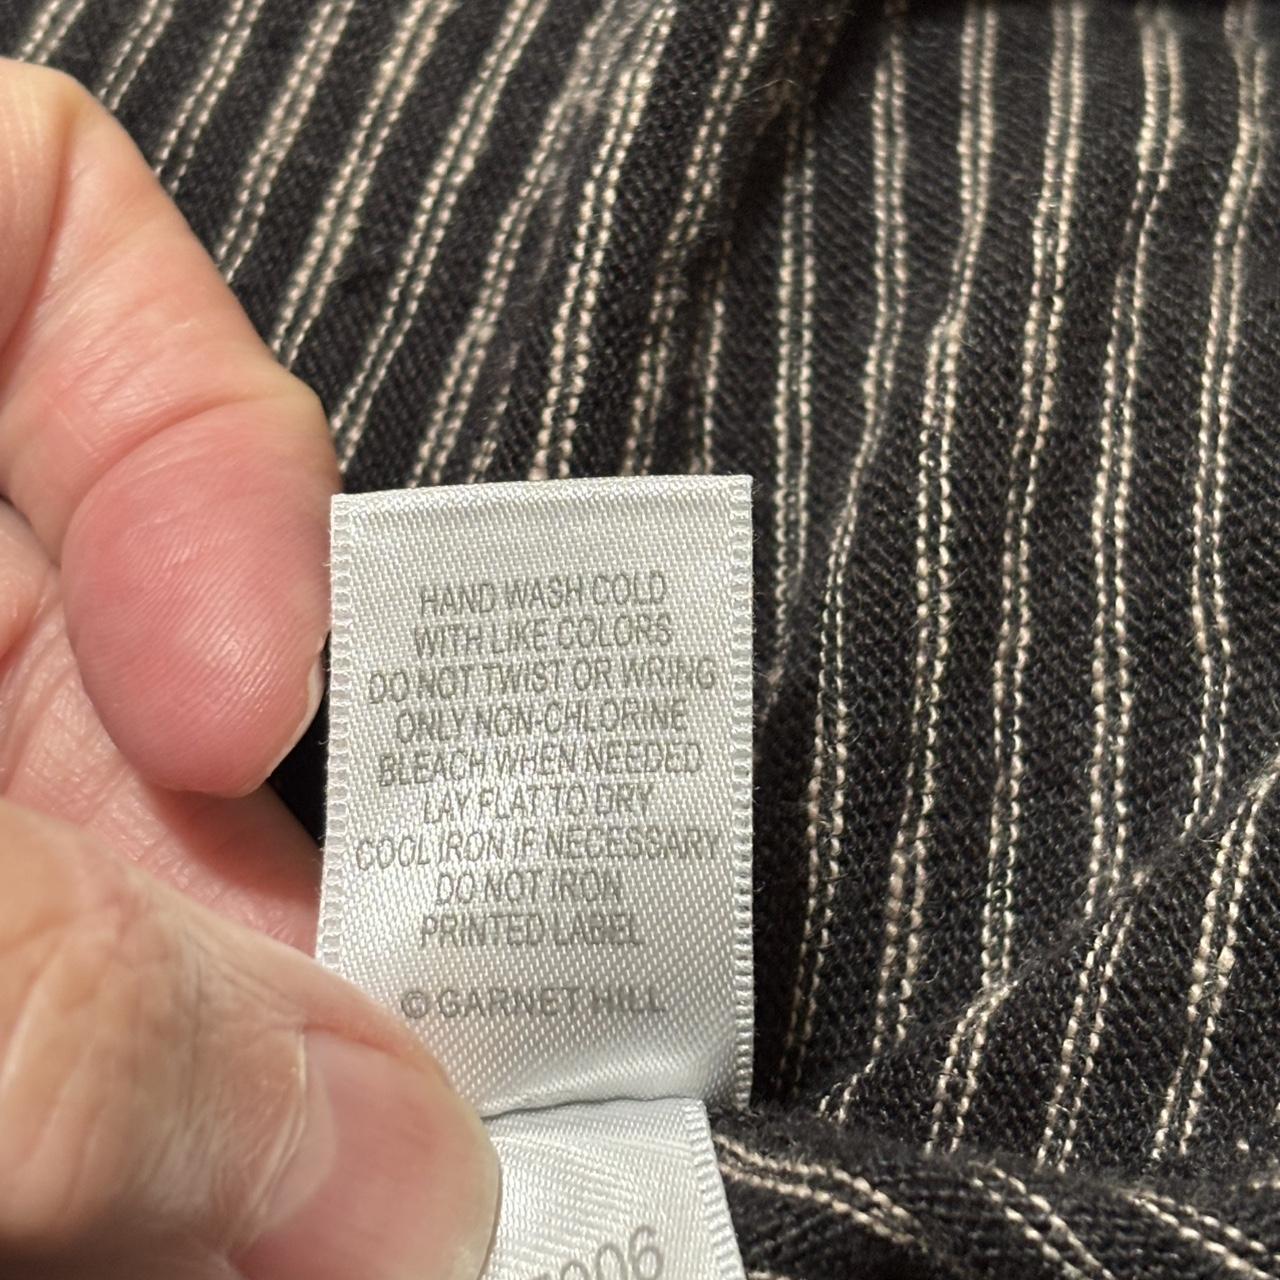 HAND WASH COLD
WITH LIKE COLORS
DO NOT TWIST OR WRING
ONLY NON-CHLORINE
BLEACH WHEN NEEDED
LAY FLAT TO DRY
COOL IRON IF NECESSARY
DO NOT IRON
PRINTED LABEL
© GARNET HILL